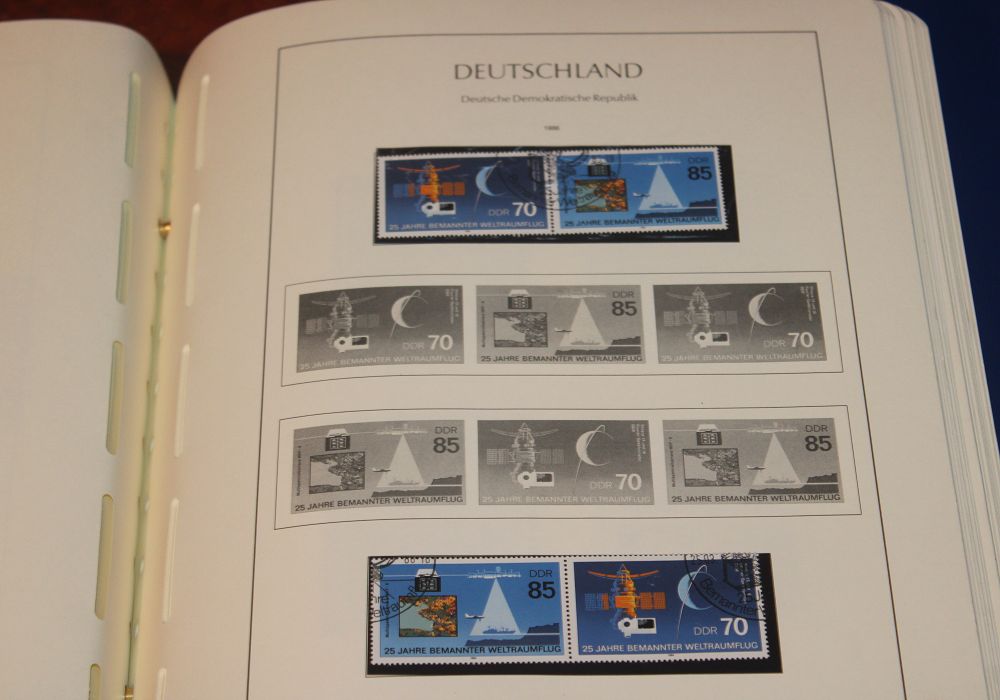 DEUTSCHLAND
Deutsche Demokratische Republik
1986
DDR 70
25 JAHRE BEMANNTER WELTRAUMFLUG
DDR
85
25 JAHRE BEMANNTER WELTRAUMFLUG
DDR 70
25 JAHRE BEMANNTER WELTRAUMFLUG
DDR
85
25 JAHRE BEMANNTER WELTRAUMFLUG
DDR 70
25 JAHRE BEMANNTER WELTRAUMFLUG
DDR
85
25 JAHRE BEMANNTER WELTRAUMFLUG
DDR 70
25 JAHRE BEMANNTER WELTRAUMFLUG
DDR
85
25 JAHRE BEMANNTER WELTRAUMFLUG
DDR
85
25 JAHRE BEMANNTER WELTRAUMFLUG
Bemannter
DDR 70
25 JAHRE BEMANNTER WELTRAUMFLUG